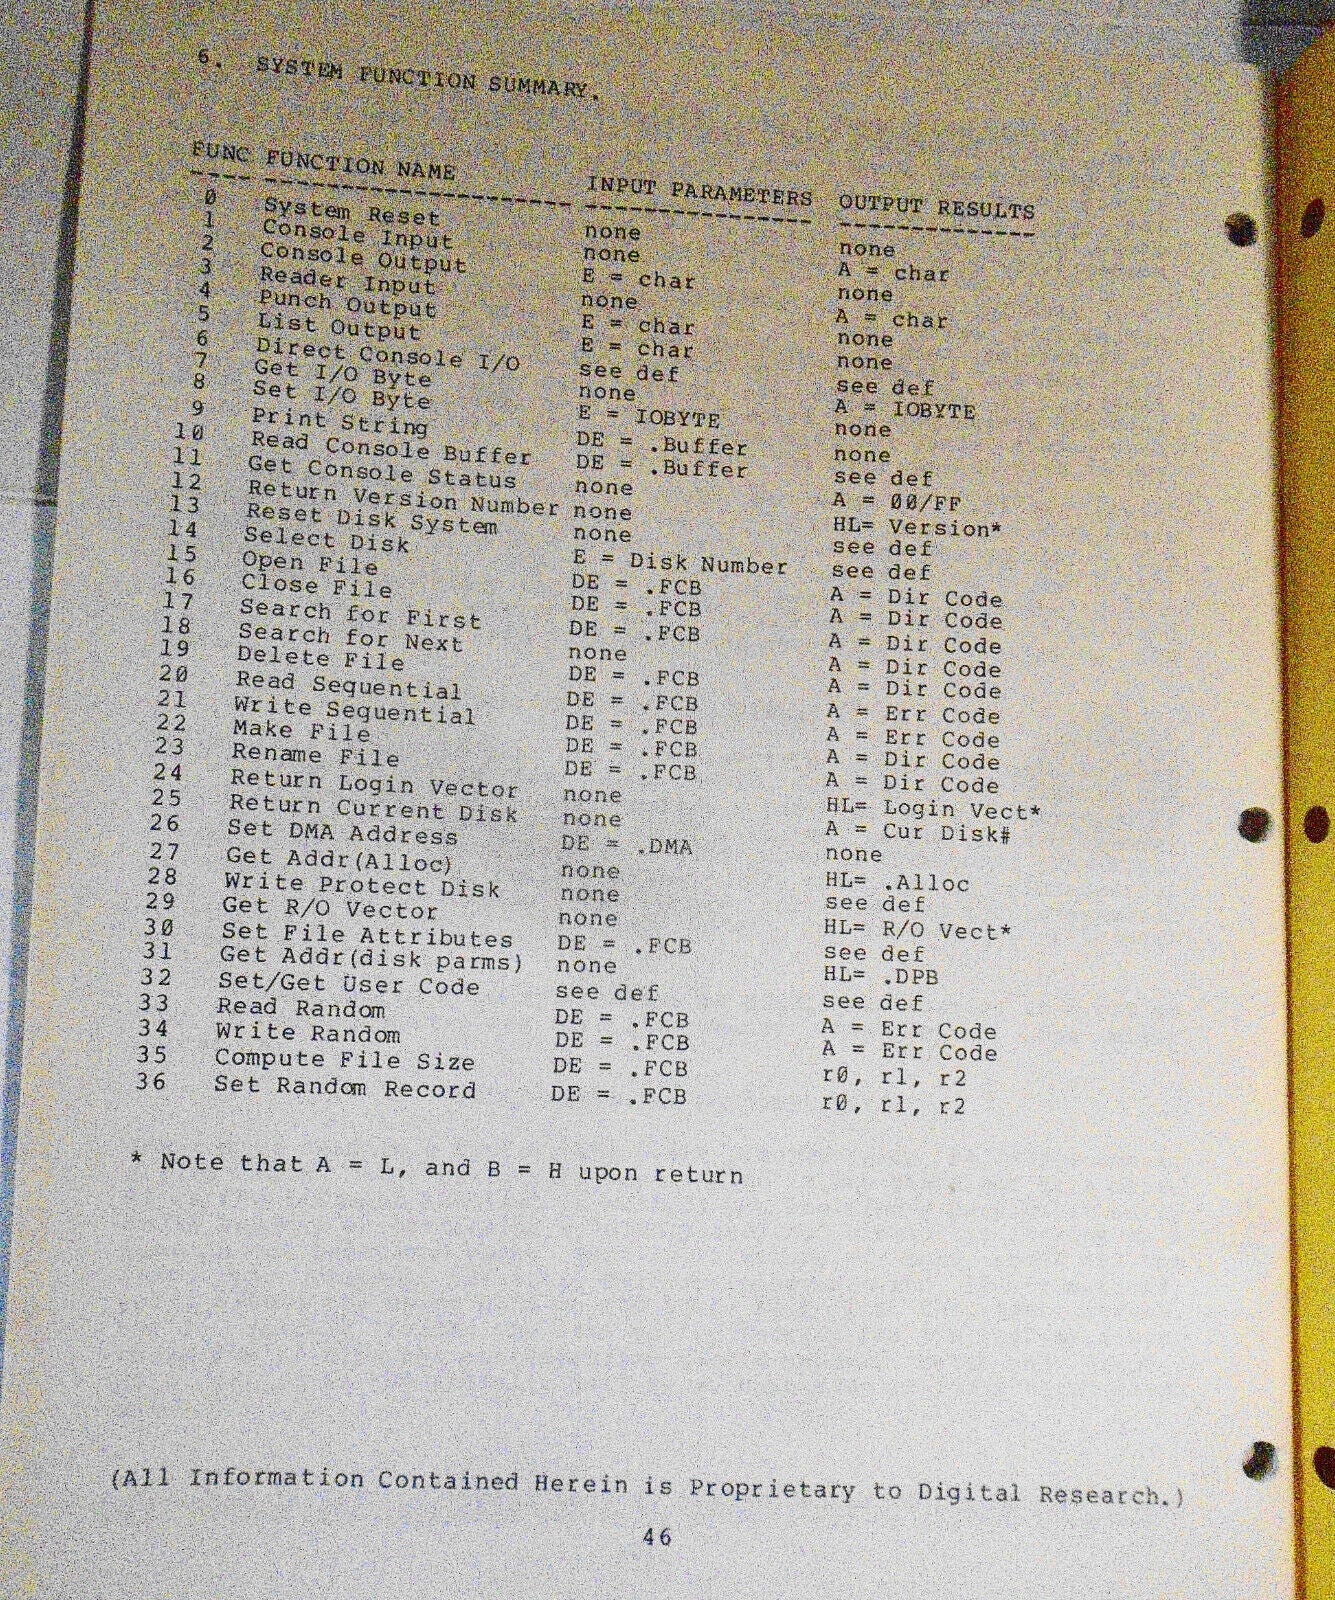 6. SYSTEM FUNCTION SUMMARY.
FUNC FUNCTION NAME INPUT PARAMETERS OUTPUT RESULTS
---- ------------------- ---------------- --------------
0 System Reset none none
1 Console Input none A = char
2 Console Output E = char none
3 Reader Input none A = char
4 Punch Output E = char none
5 List Output E = char none
6 Direct Console I/O see def see def
7 Get I/O Byte none A = IOBYTE
8 Set I/O Byte E = IOBYTE none
9 Print String DE = .Buffer none
10 Read Console Buffer DE = .Buffer see def
11 Get Console Status none A = 00/FF
12 Return Version Number none HL= Version*
13 Reset Disk System none see def
14 Select Disk E = Disk Number see def
15 Open File DE = .FCB A = Dir Code
16 Close File DE = .FCB A = Dir Code
17 Search for First DE = .FCB A = Dir Code
18 Search for Next none A = Dir Code
19 Delete File DE = .FCB A = Dir Code
20 Read Sequential DE = .FCB A = Err Code
21 Write Sequential DE = .FCB A = Err Code
22 Make File DE = .FCB A = Dir Code
23 Rename File DE = .FCB A = Dir Code
24 Return Login Vector none HL= Login Vect*
25 Return Current Disk none A = Cur Disk#
26 Set DMA Address DE = .DMA none
27 Get Addr(Alloc) none HL= .Alloc
28 Write Protect Disk none see def
29 Get R/O Vector none HL= R/O Vect*
30 Set File Attributes DE = .FCB see def
31 Get Addr(disk parms) none HL= .DPB
32 Set/Get User Code see def see def
33 Read Random DE = .FCB A = Err Code
34 Write Random DE = .FCB A = Err Code
35 Compute File Size DE = .FCB r0, r1, r2
36 Set Random Record DE = .FCB r0, r1, r2
* Note that A = L, and B = H upon return
(All Information Contained Herein is Proprietary to Digital Research.)
46